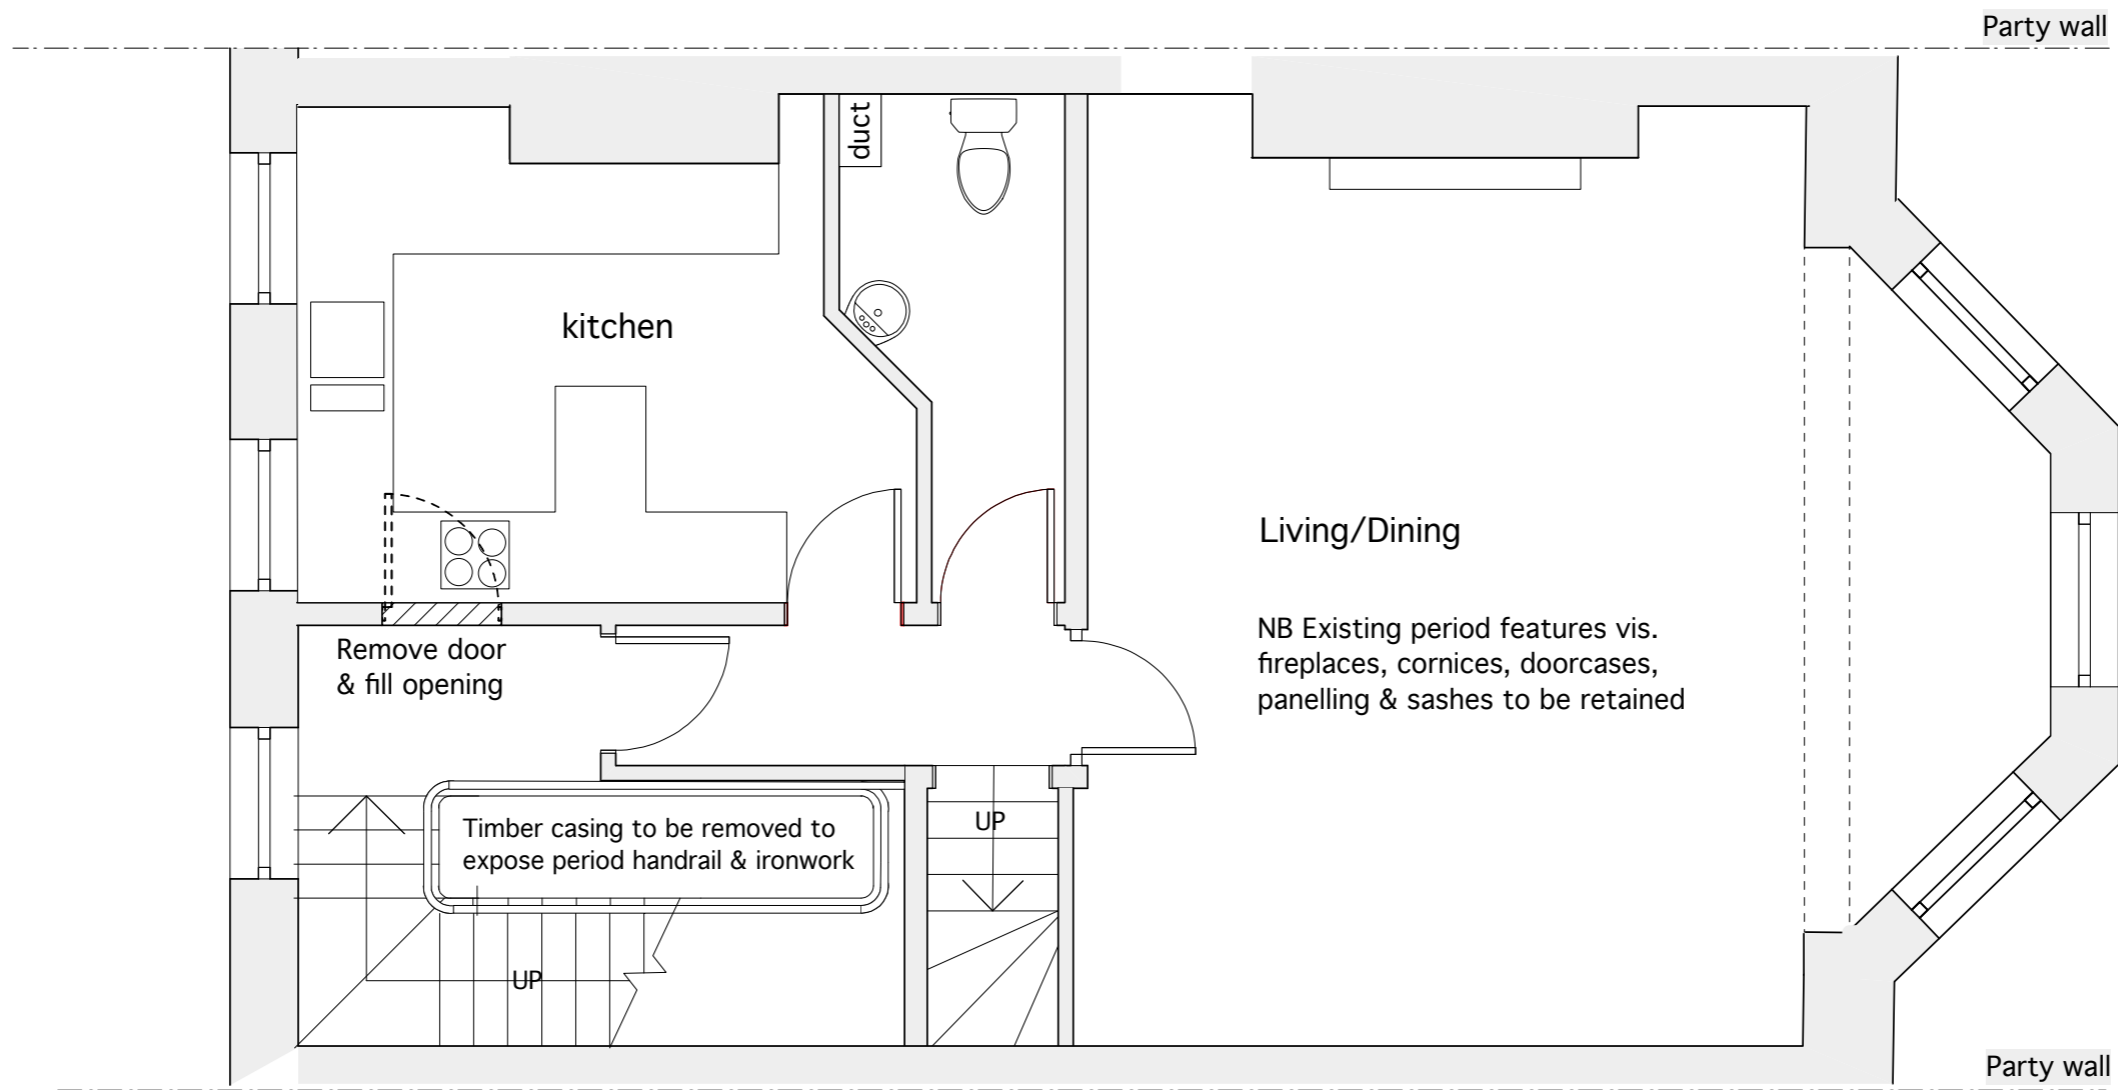 Party wall
duct
kitchen
Living/Dining
NB Existing period features vis.
fireplaces, cornices, doorcases,
panelling & sashes to be retained
Remove door
& fill opening
Timber casing to be removed to
expose period handrail & ironwork
UP
UP
Party wall